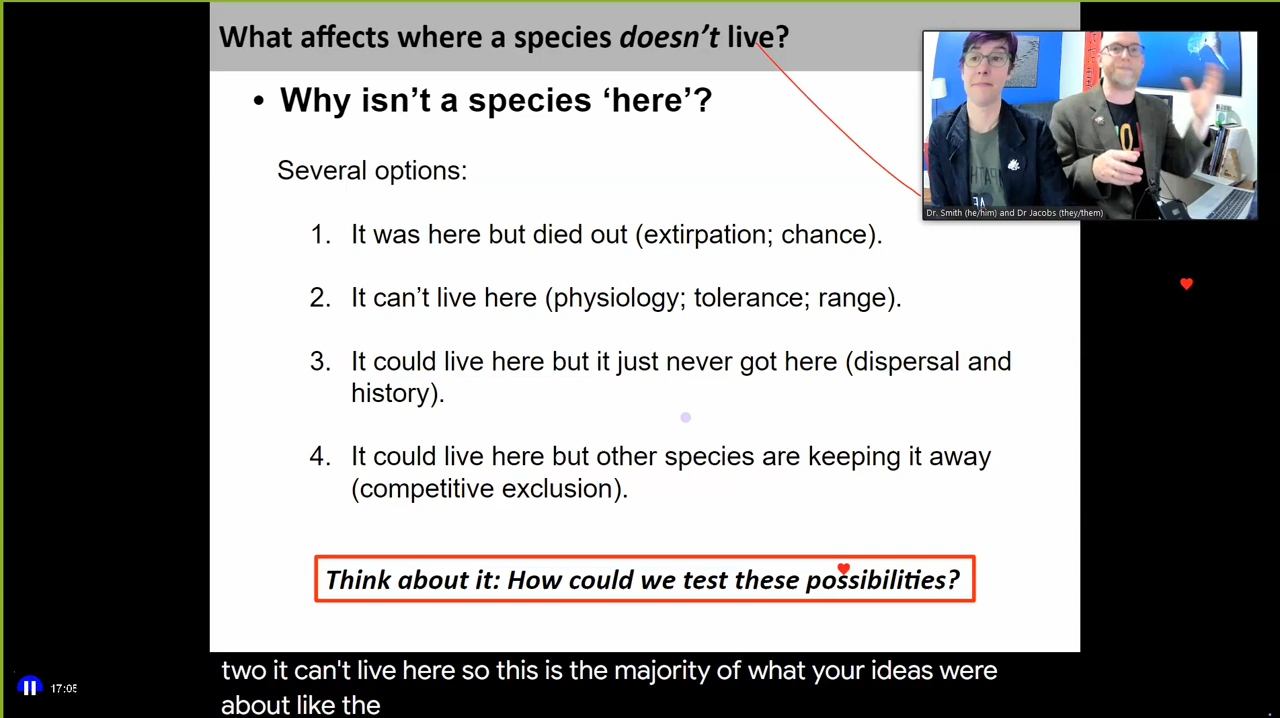 What affects where a species doesn't live?
• Why isn't a species 'here'?
Several options:
1. It was here but died out (extirpation; chance).
2. It can't live here (physiology; tolerance; range).
3. It could live here but it just never got here (dispersal and
history).
4. It could live here but other species are keeping it away
(competitive exclusion).
Think about it: How could we test these possibilities?
Dr. Smith (he/him) and Dr Jacobs (they/them)
two it can't live here so this is the majority of what your ideas were
about like the
17:05